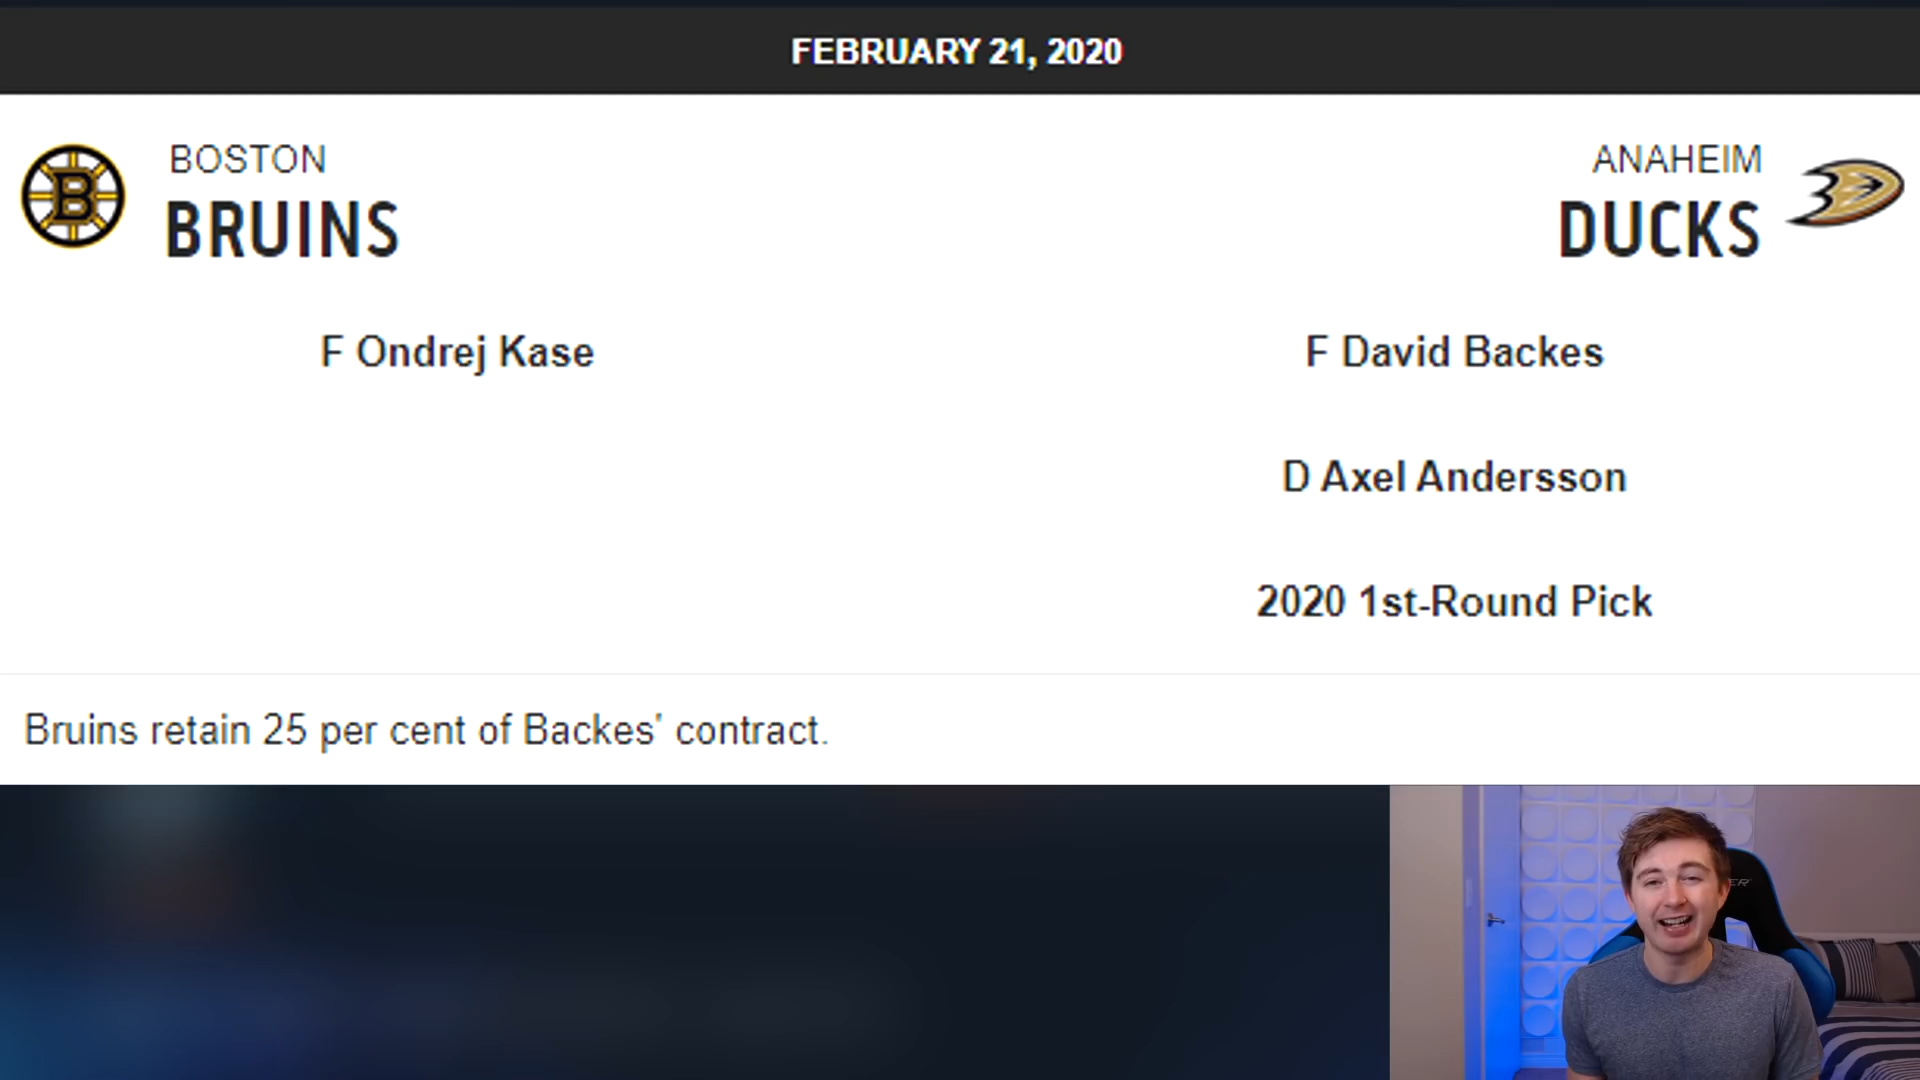 FEBRUARY 21, 2020
BOSTON
BRUINS
ANAHEIM
DUCKS
B
F Ondrej Kase
F David Backes
D Axel Andersson
2020 1st-Round Pick
Bruins retain 25 per cent of Backes' contract.